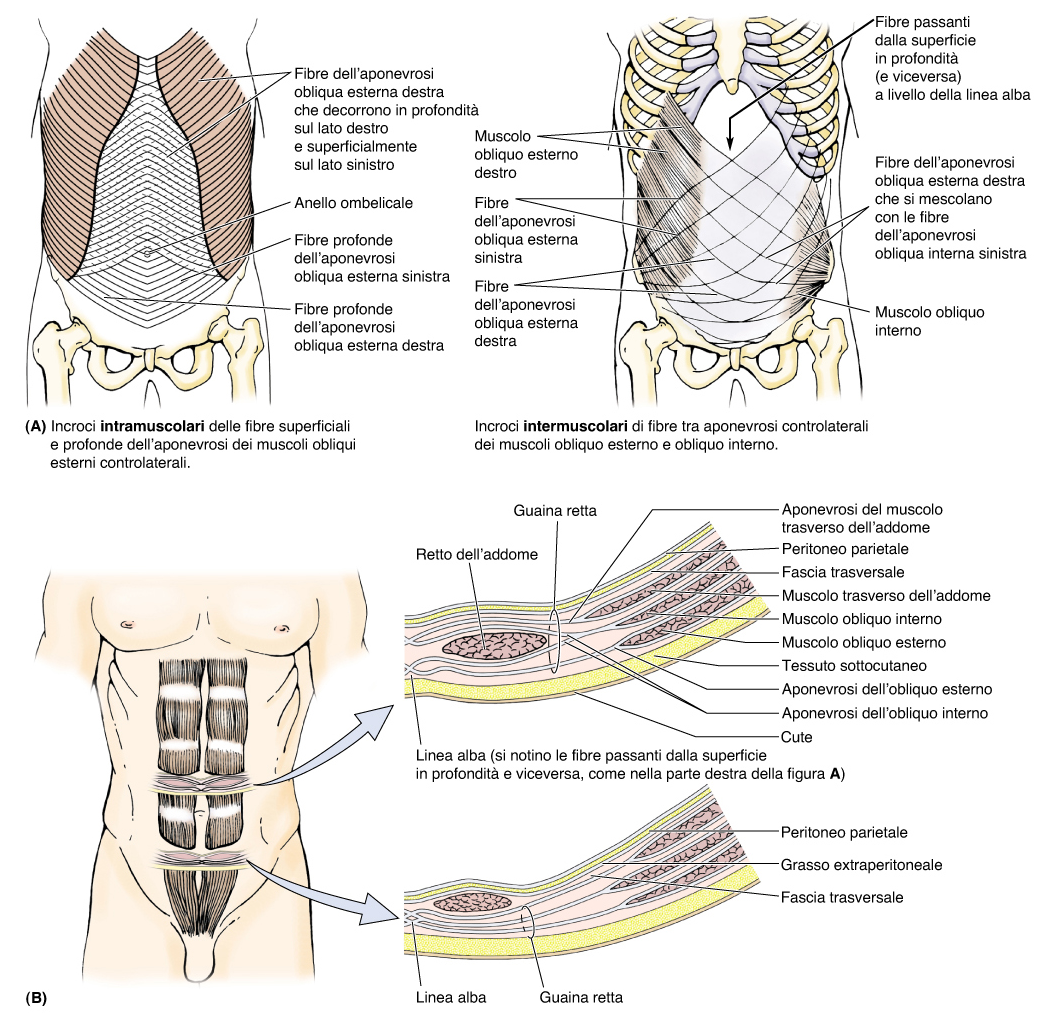 Fibre dell'aponevrosi
obliqua esterna destra
che decorrono in profondità
sul lato destro
e superficialmente
sul lato sinistro
Anello ombelicale
Fibre profonde
dell'aponevrosi
obliqua esterna sinistra
Fibre profonde
dell'aponevrosi
obliqua esterna destra
(A) Incroci intramuscolari delle fibre superficiali
e profonde dell'aponevrosi dei muscoli obliqui
esterni controlaterali.
Muscolo
obliquo esterno
destro
Fibre
dell'aponevrosi
obliqua esterna
sinistra
Fibre
dell'aponevrosi
obliqua esterna
destra
Fibre passanti
dalla superficie
in profondità
(e viceversa)
a livello della linea alba
Fibre dell'aponevrosi
obliqua esterna destra
che si mescolano
con le fibre
dell'aponevrosi
obliqua interna sinistra
Muscolo obliquo
interno
Incroci intermuscolari di fibre tra aponevrosi controlaterali
dei muscoli obliquo esterno e obliquo interno.
Guaina retta
Retto dell'addome
Aponevrosi del muscolo
trasverso dell'addome
Peritoneo parietale
Fascia trasversale
Muscolo trasverso dell'addome
Muscolo obliquo interno
Muscolo obliquo esterno
Tessuto sottocutaneo
Aponevrosi dell'obliquo esterno
Aponevrosi dell'obliquo interno
Cute
Linea alba (si notino le fibre passanti dalla superficie
in profondità e viceversa, come nella parte destra della figura A)
Peritoneo parietale
Grasso extraperitoneale
Fascia trasversale
Linea alba
Guaina retta
(B)